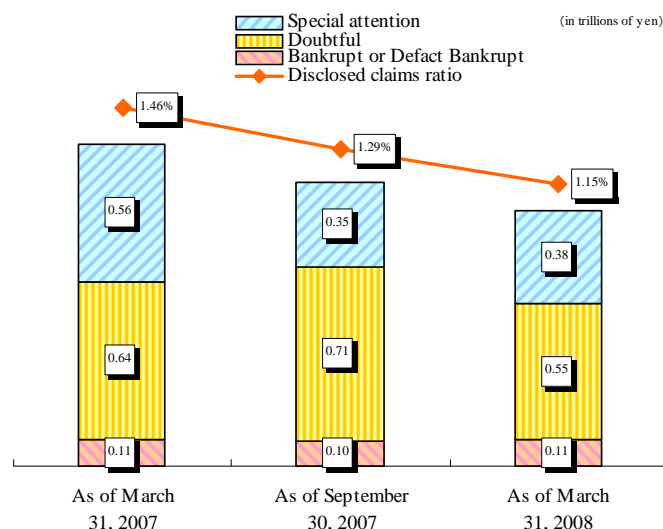 Special attention
(in trillions of yen)
Doubtful
Bankrupt or Defact Bankrupt
Disclosed claims ratio
1.46%
1.29%
1.15%
0.56
0.35
0.38
0.64
0.71
0.55
0.11
0.10
0.11
As of March
31, 2007
As of September
30, 2007
As of March
31, 2008